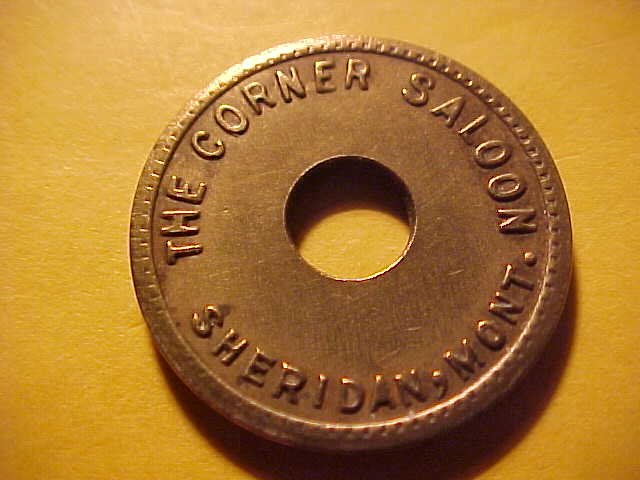 THE CORNER SALOON.
SHERIDAN, MONT.